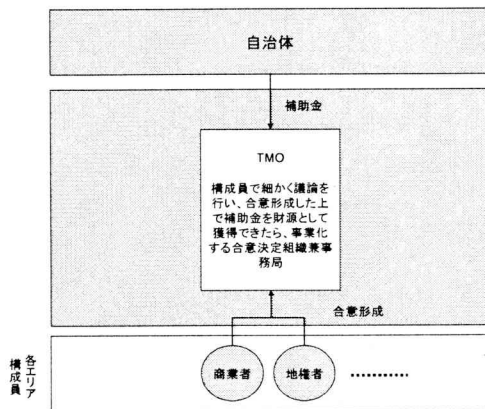 自治体
補助金
TMO
構成員で細かく議論を
行い、合意形成した上
で補助金を財源として
獲得できたら、事業化
する合意決定組織兼事
務局
合意形成
各エリア
構成員
商業者
地権者
…………